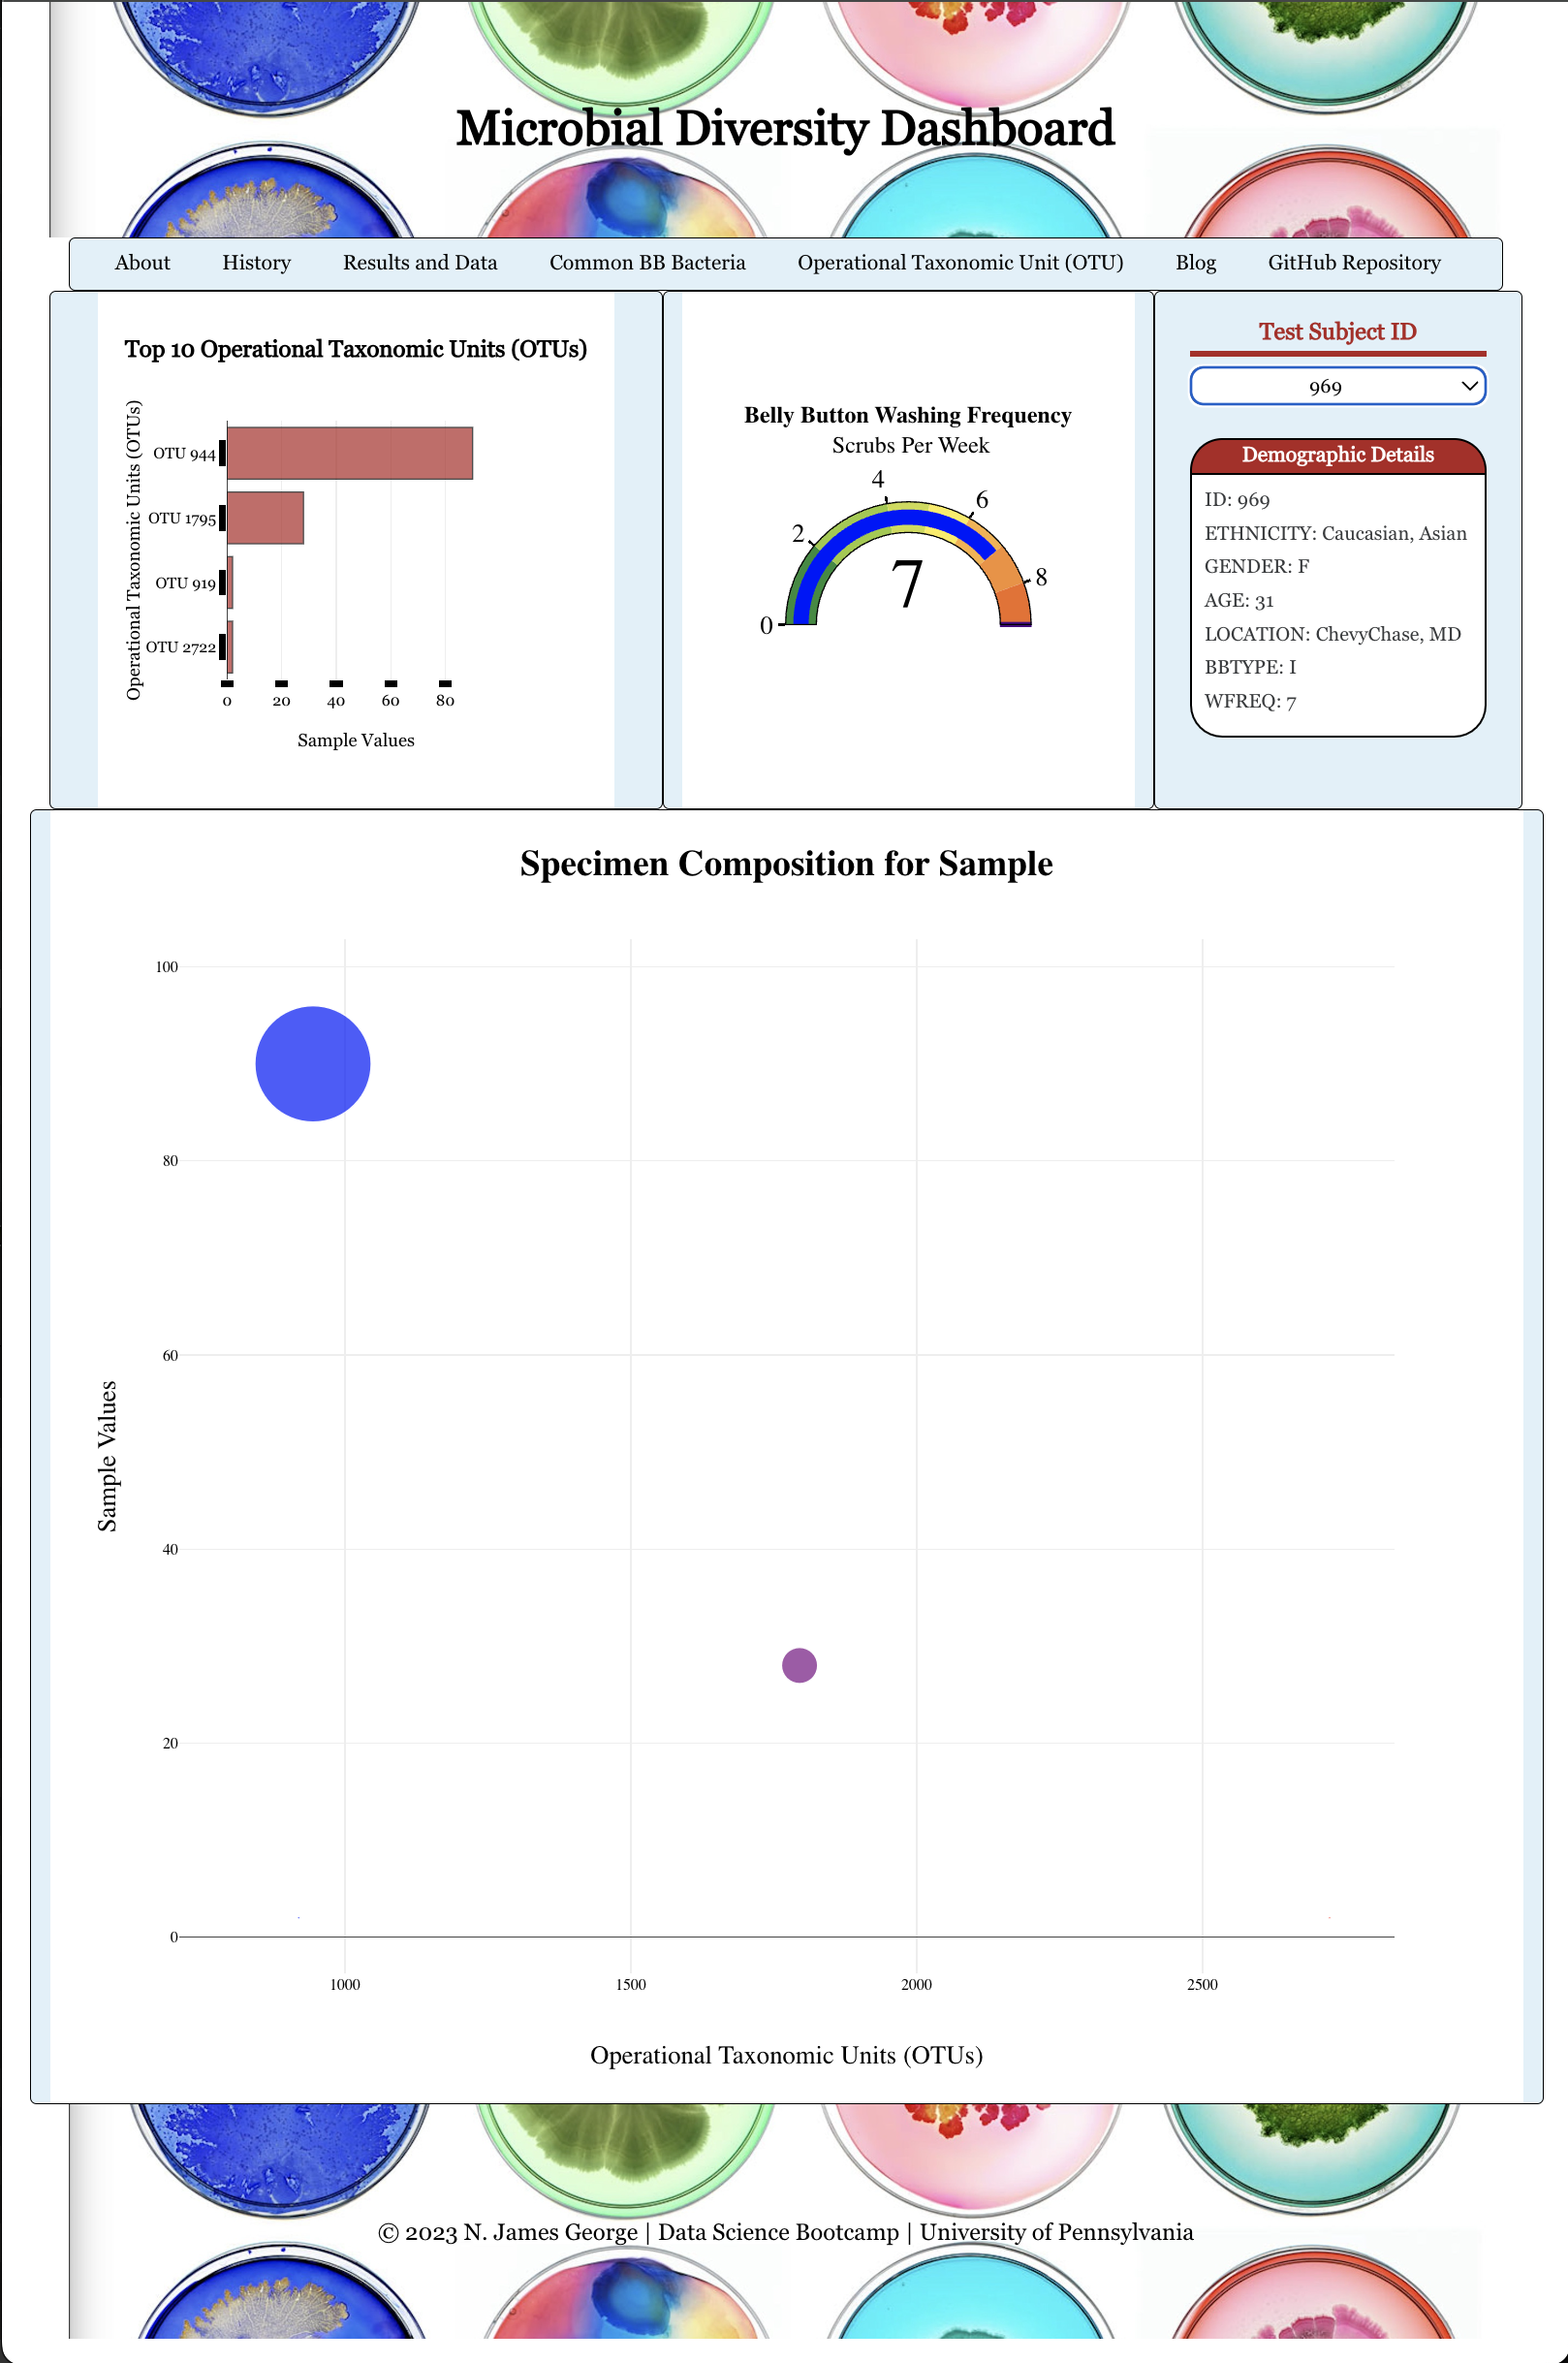 Microbial Diversity Dashboard
About History Results and Data Common BB Bacteria Operational Taxonomic Unit (OTU) Blog GitHub Repository
Top 10 Operational Taxonomic Units (OTUs)
Operational Taxonomic Units (OTUs)
OTU 944
OTU 1795
OTU 919
OTU 2722
0 20 40 60 80
Sample Values
Belly Button Washing Frequency
Scrubs Per Week
0
2
4
6
8
7
Test Subject ID
969
Demographic Details
ID: 969
ETHNICITY: Caucasian, Asian
GENDER: F
AGE: 31
LOCATION: ChevyChase, MD
BBTYPE: I
WFREQ: 7
Specimen Composition for Sample
Sample Values
100
80
60
40
20
0
1000 1500 2000 2500
Operational Taxonomic Units (OTUs)
© 2023 N. James George | Data Science Bootcamp | University of Pennsylvania